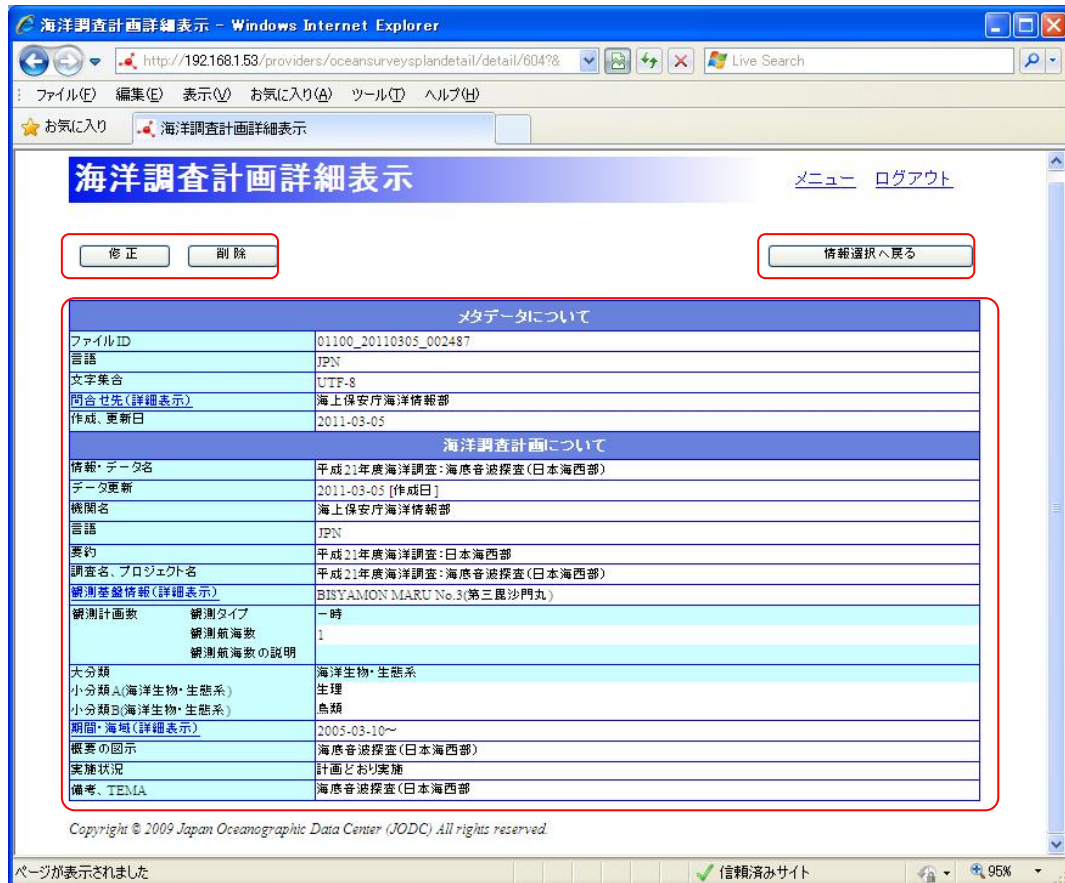 海洋調査計画詳細表示 - Windows Internet Explorer
http://192.168.1.53/providers/oceansurveysplandetail/detail/604?& Live Search
ファイル(F) 編集(E) 表示(V) お気に入り(A) ツール(T) ヘルプ(H)
お気に入り 海洋調査計画詳細表示
海洋調査計画詳細表示 メニュー ログアウト
修正 削除 情報選択へ戻る
メタデータについて
ファイルID 01100_20110305_002487
言語 JPN
文字集合 UTF-8
問合せ先(詳細表示) 海上保安庁海洋情報部
作成、更新日 2011-03-05
海洋調査計画について
情報・データ名 平成21年度海洋調査:海底音波探査(日本海西部)
データ更新 2011-03-05 [作成日]
機関名 海上保安庁海洋情報部
言語 JPN
要約 平成21年度海洋調査:日本海西部
調査名、プロジェクト名 平成21年度海洋調査:海底音波探査(日本海西部)
観測基盤情報(詳細表示) BISYAMON MARU No.3(第三毘沙門丸)
観測計画数 観測タイプ 一時
観測航海数 1
観測航海数の説明
大分類 海洋生物・生態系
小分類A(海洋生物・生態系) 生理
小分類B(海洋生物・生態系) 鳥類
期間・海域(詳細表示) 2005-03-10～
概要の図示 海底音波探査(日本海西部)
実施状況 計画どおり実施
備考、TEMA 海底音波探査(日本海西部
Copyright © 2009 Japan Oceanographic Data Center (JODC) All rights reserved.
ページが表示されました 信頼済みサイト 95%